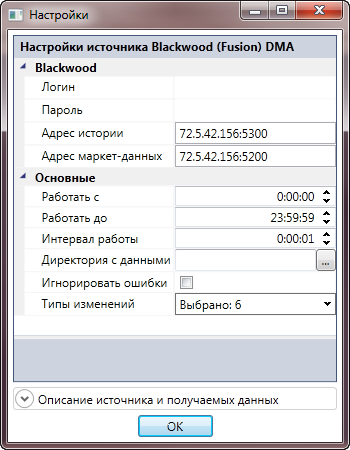 Настройки
Настройки источника Blackwood (Fusion) DMA
Blackwood
Логин
Пароль
Адрес истории 72.5.42.156:5300
Адрес маркет-данных 72.5.42.156:5200
Основные
Работать с 0:00:00
Работать до 23:59:59
Интервал работы 0:00:01
Директория с данными ...
Игнорировать ошибки
Типы изменений Выбрано: 6
Описание источника и получаемых данных
OK